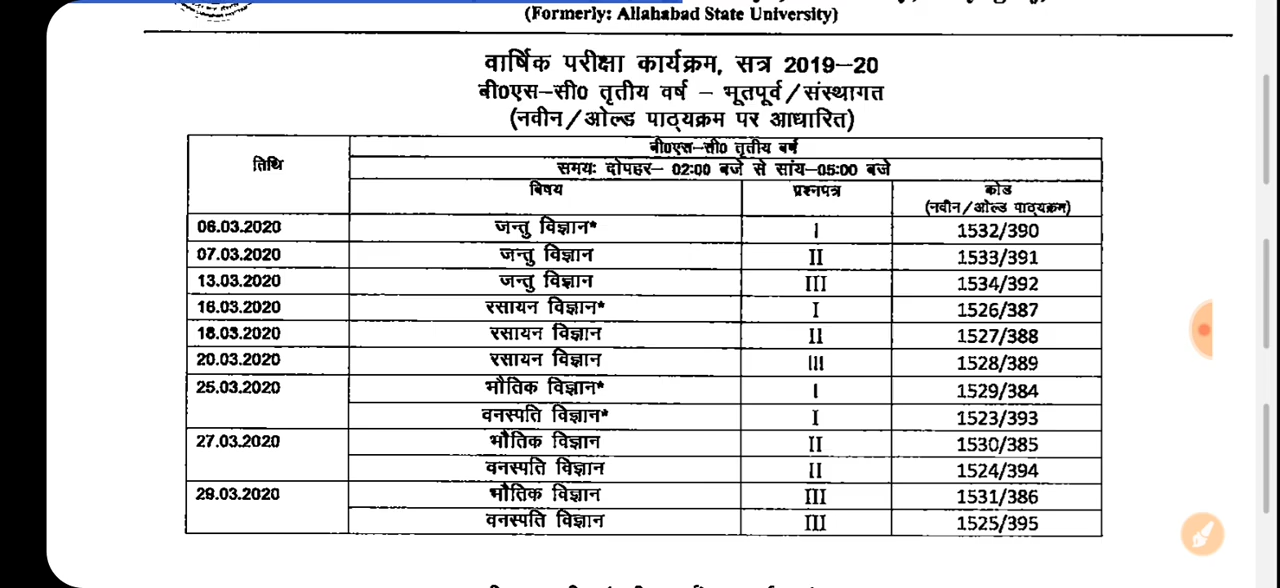 (Formerly: Allahabad State University)
वार्षिक परीक्षा कार्यक्रम, सत्र 2019–20
बी0एस–सी0 तृतीय वर्ष – भूतपूर्व/संस्थागत
(नवीन/ओल्ड पाठ्यक्रम पर आधारित)
तिथि
बी0एस–सी0 तृतीय वर्ष
समयः दोपहर– 02:00 बजे से सांय–05:00 बजे
बिषय प्रश्नपत्र कोड
(नवीन/ओल्ड पाठ्यक्रम)
06.03.2020 जन्तु विज्ञान* I 1532/390
07.03.2020 जन्तु विज्ञान II 1533/391
13.03.2020 जन्तु विज्ञान III 1534/392
16.03.2020 रसायन विज्ञान* I 1526/387
18.03.2020 रसायन विज्ञान II 1527/388
20.03.2020 रसायन विज्ञान III 1528/389
25.03.2020 भौतिक विज्ञान* I 1529/384
वनस्पति विज्ञान* I 1523/393
27.03.2020 भौतिक विज्ञान II 1530/385
वनस्पति विज्ञान II 1524/394
29.03.2020 भौतिक विज्ञान III 1531/386
वनस्पति विज्ञान III 1525/395